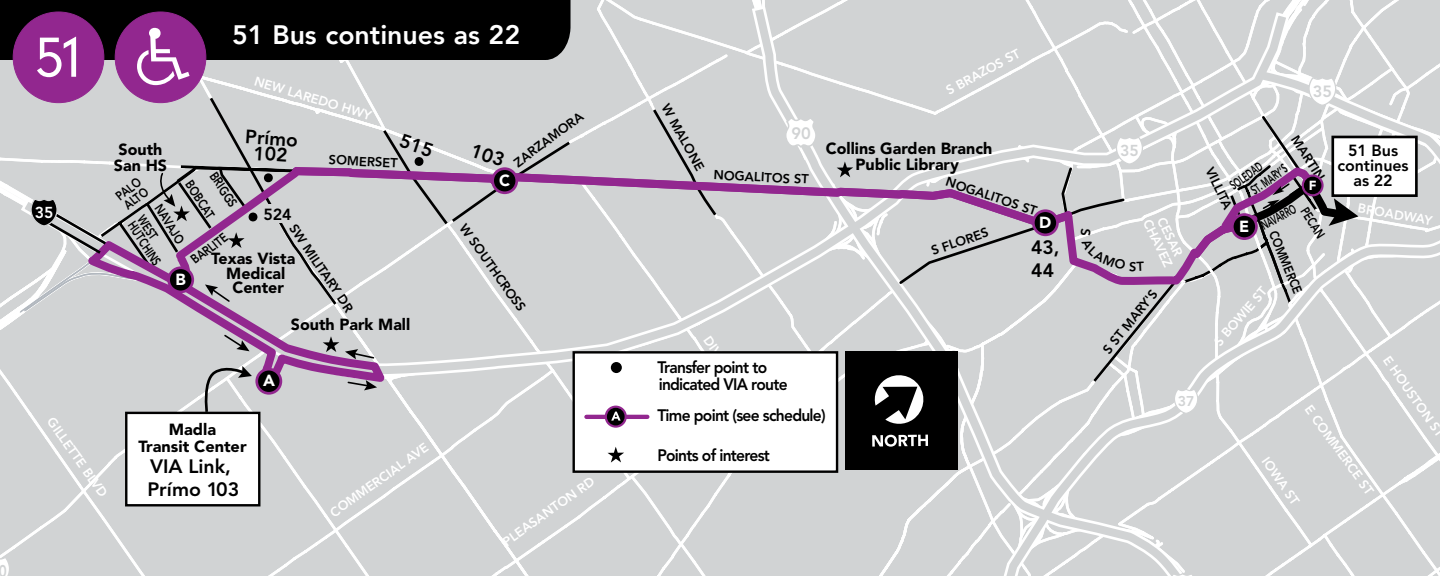 51
51 Bus continues as 22
NEW LAREDO HWY
S BRAZOS ST
35
90
35
South
San HS
Prímo
102
515
103
ZARZAMORA
W MALONE
SOMERSET
Collins Garden Branch
Public Library
NOGALITOS ST
NOGALITOS ST
MARTIN
51 Bus
continues
as 22
VILLITA
SOLEDAD
ST. MARY'S
F
PALO
ALTO
BOBCAT
BRIGGS
NAVAJO
WEST
HUTCHINS
35
524
BARLITE
C
D
43,
44
S FLORES
S ALAMO ST
CESAR
CHAVEZ
E
NAVARRO
PECAN
BROADWAY
COMMERCE
B
Texas Vista
Medical
Center
SW MILITARY DR
W SOUTHCROSS
S ST MARY'S
S BOWIE ST
South Park Mall
A
Madla
Transit Center
VIA Link,
Prímo 103
Transfer point to
indicated VIA route
A
Time point (see schedule)
Points of interest
NORTH
37
E HOUSTON ST
E COMMERCE ST
IOWA ST
GILLETTE BLVD
COMMERCIAL AVE
PLEASANTON RD